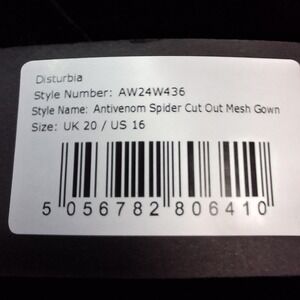 Disturbia
Style Number: AW24W436
Style Name: Antivenom Spider Cut Out Mesh Gown
Size: UK 20 / US 16
5 056782 806410